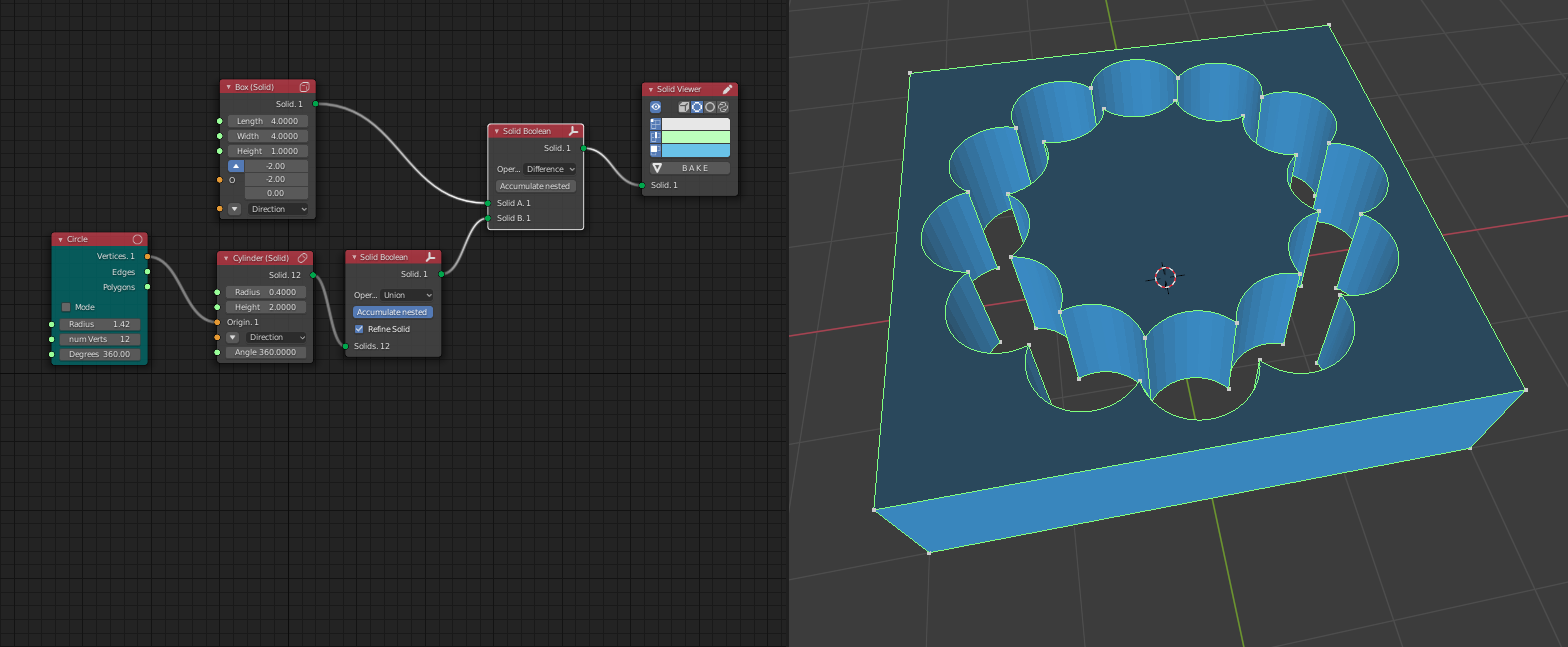 Box (Solid)
Solid. 1
Length 4.0000
Width 4.0000
Height 1.0000
-2.00
O -2.00
0.00
Direction
Circle
Vertices. 1
Edges
Polygons
Mode
Radius 1.42
num Verts 12
Degrees 360.00
Cylinder (Solid)
Solid. 12
Radius 0.4000
Height 2.0000
Origin. 1
Direction
Angle 360.0000
Solid Boolean
Solid. 1
Oper... Union
Accumulate nested
Refine Solid
Solids. 12
Solid Boolean
Solid. 1
Oper... Difference
Accumulate nested
Solid A. 1
Solid B. 1
Solid Viewer
BAKE
Solid. 1